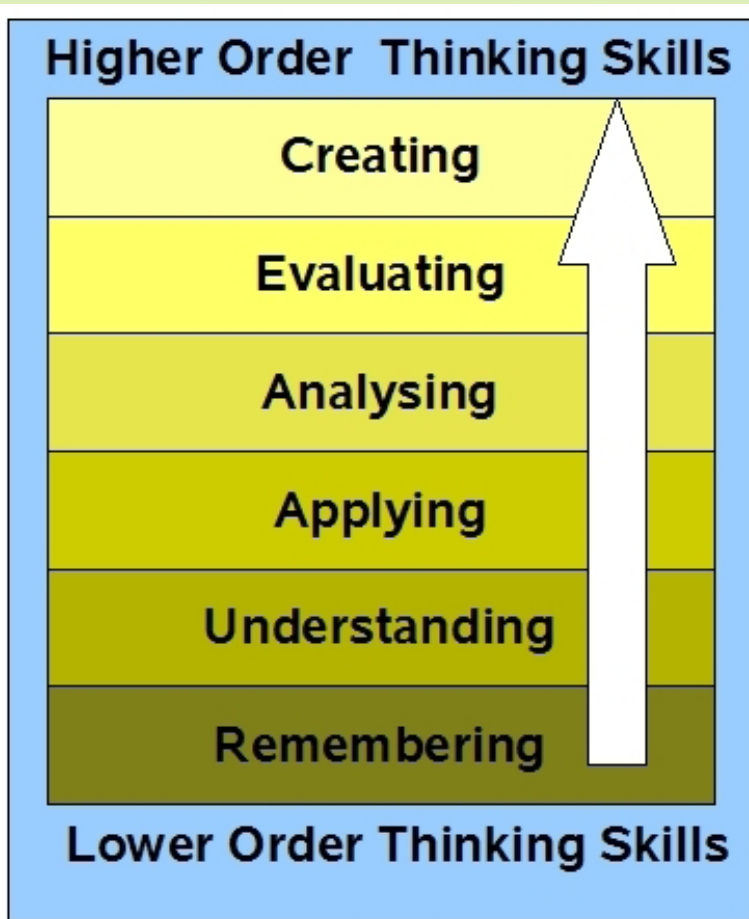 Higher Order Thinking Skills
Creating
Evaluating
Analysing
Applying
Understanding
Remembering
Lower Order Thinking Skills